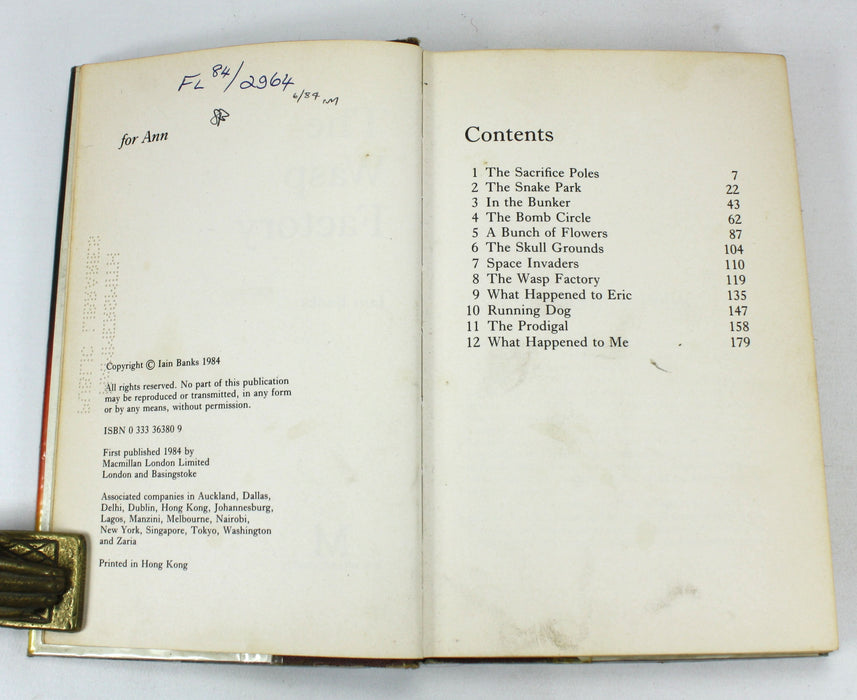 FL 84/2964
6/84
for Ann
Copyright © Iain Banks 1984
All rights reserved. No part of this publication
may be reproduced or transmitted, in any form
or by any means, without permission.
ISBN 0 333 36380 9
First published 1984 by
Macmillan London Limited
London and Basingstoke
Associated companies in Auckland, Dallas,
Delhi, Dublin, Hong Kong, Johannesburg,
Lagos, Manzini, Melbourne, Nairobi,
New York, Singapore, Tokyo, Washington
and Zaria
Printed in Hong Kong
Contents
1 The Sacrifice Poles 7
2 The Snake Park 22
3 In the Bunker 43
4 The Bomb Circle 62
5 A Bunch of Flowers 87
6 The Skull Grounds 104
7 Space Invaders 110
8 The Wasp Factory 119
9 What Happened to Eric 135
10 Running Dog 147
11 The Prodigal 158
12 What Happened to Me 179